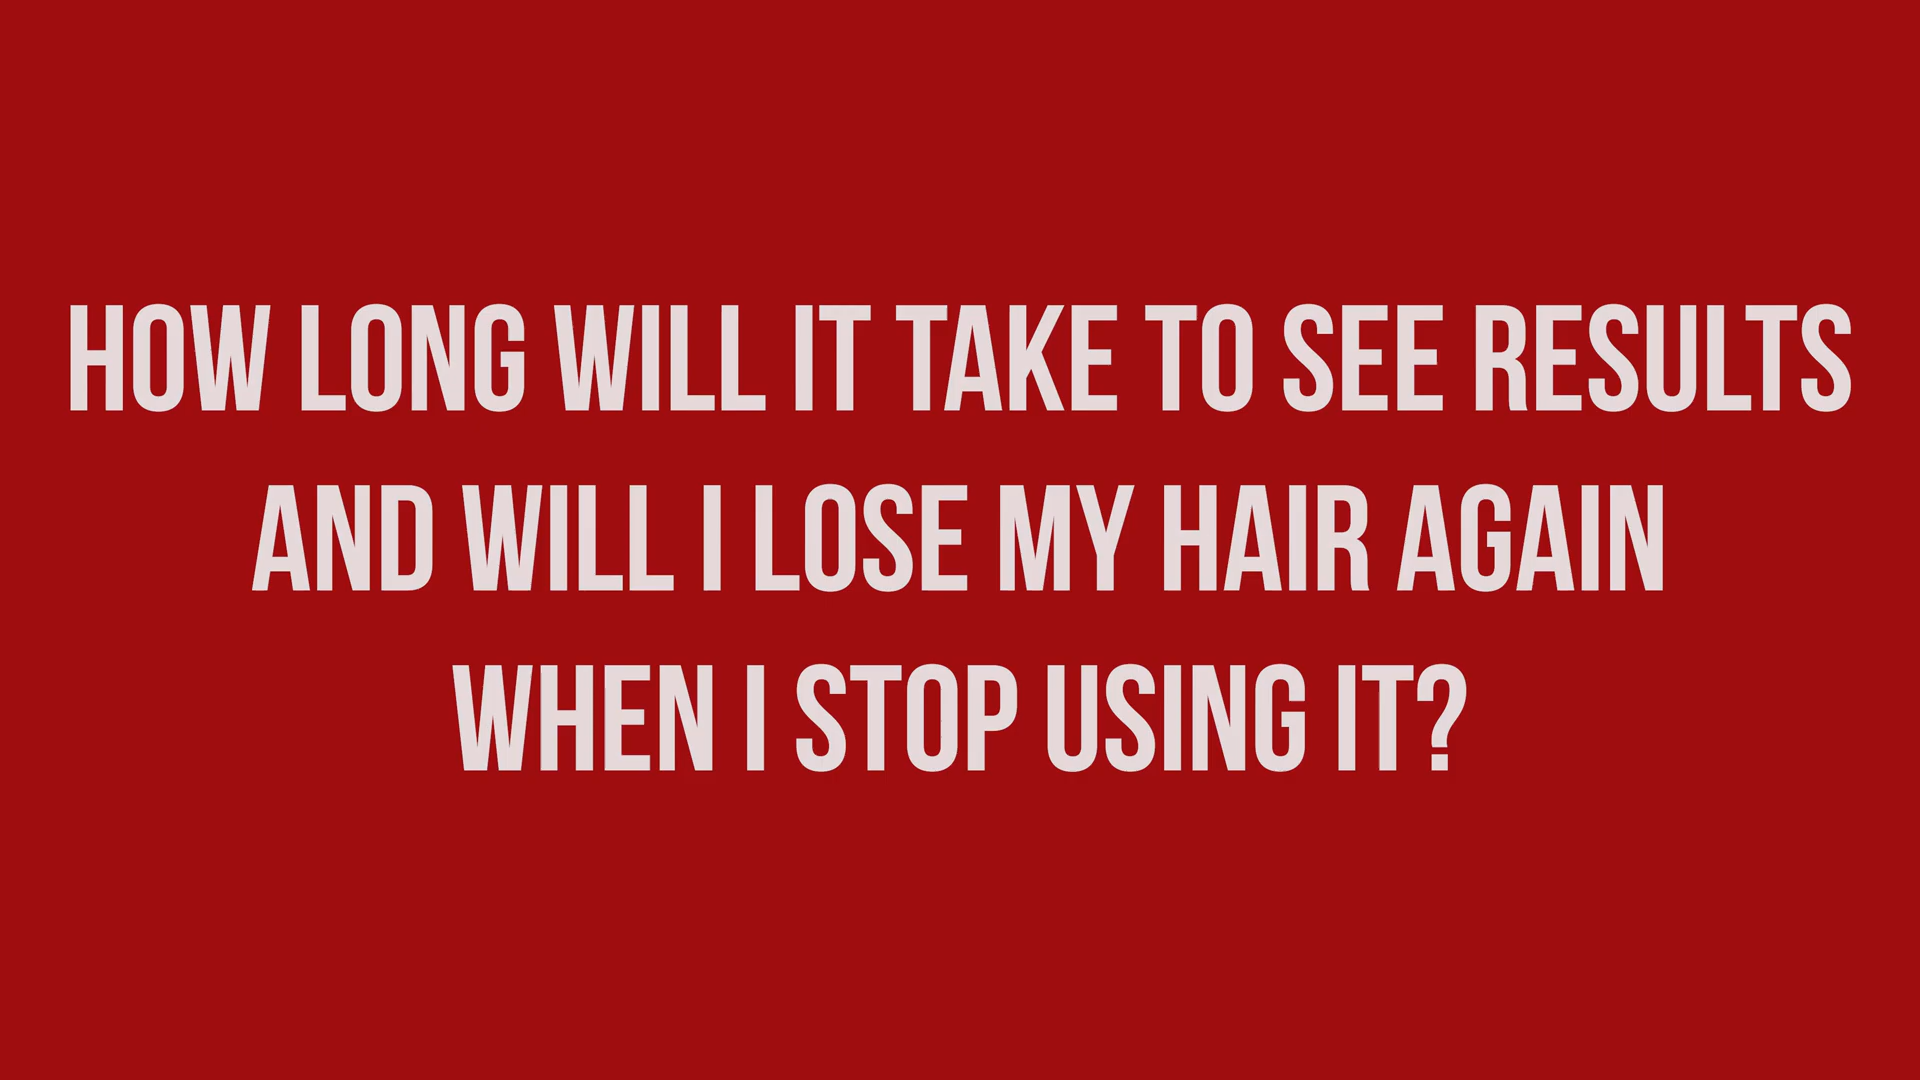 HOW LONG WILL IT TAKE TO SEE RESULTS
AND WILL I LOSE MY HAIR AGAIN
WHEN I STOP USING IT?